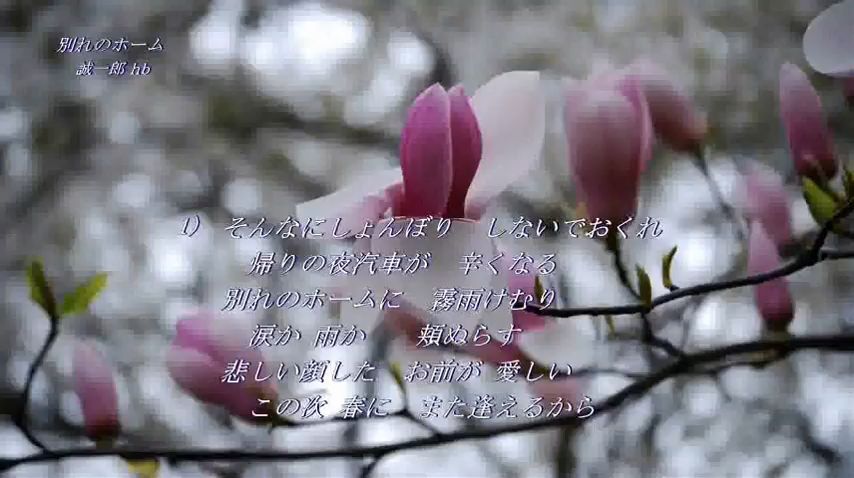 別れのホーム
誠一郎 hb
1) そんなにしょんぼり しないでおくれ
帰りの夜汽車が 辛くなる
別れのホームに 霧雨けむり
涙か 雨か 頬ぬらす
悲しい顔した お前が 愛しい
この次 春に また逢えるから